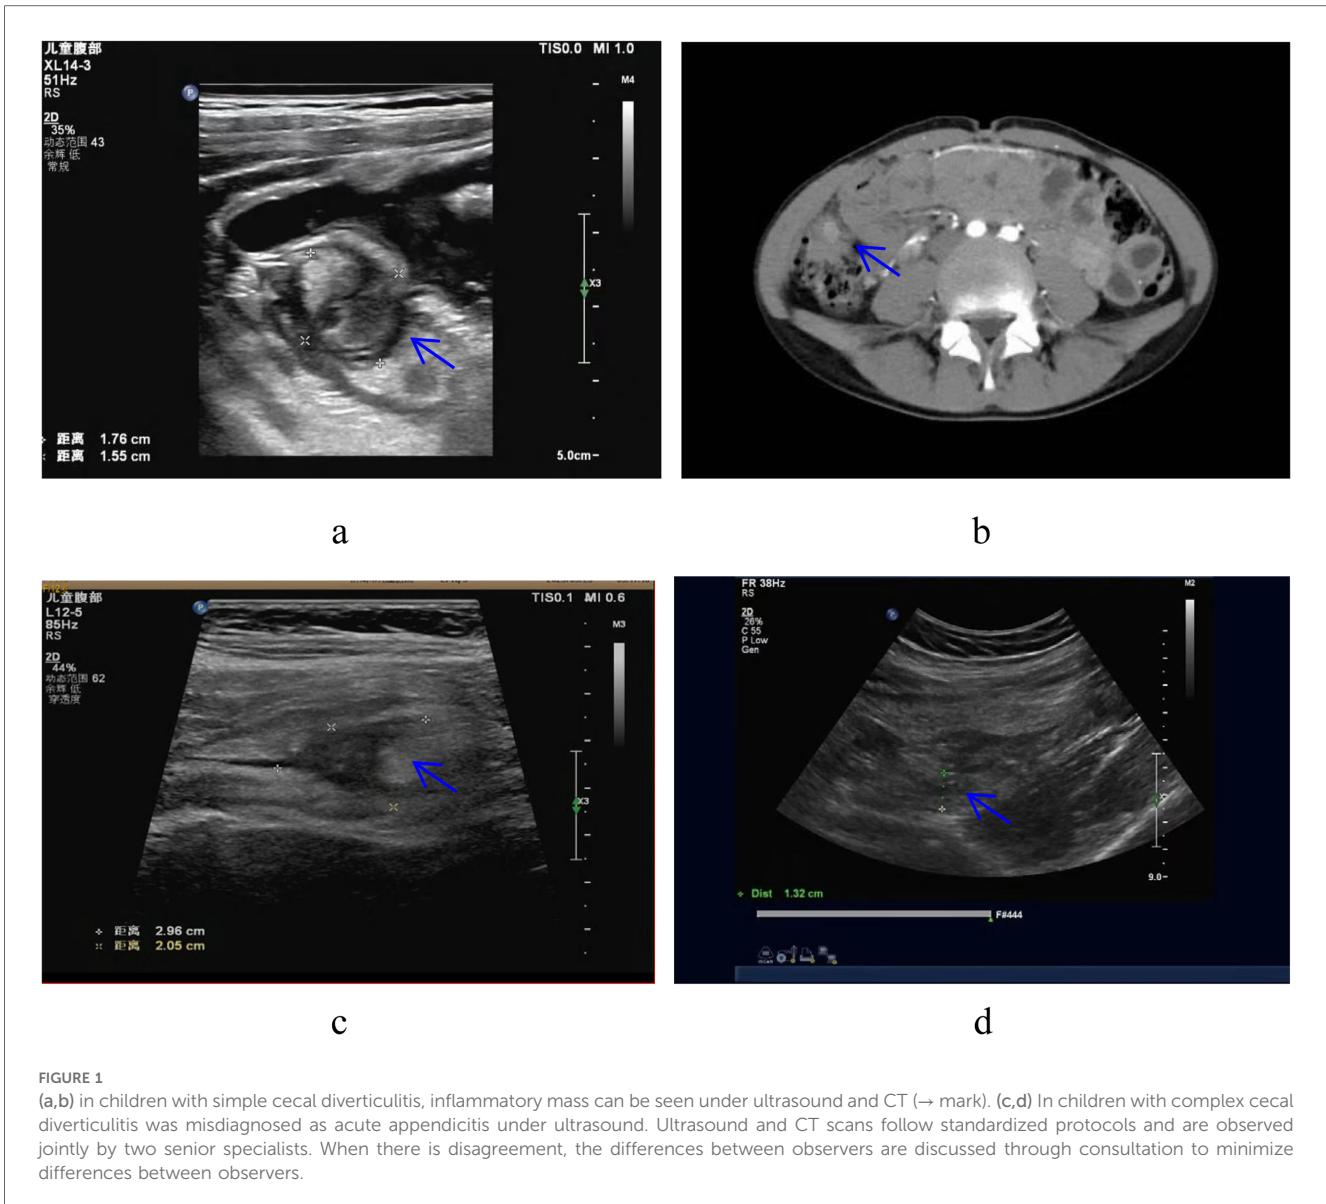 儿童腹部
TIS0.0 MI 1.0
XL14-3
51Hz
RS
M4
P
2D
35%
动态范围 43
余辉 低
常规
X3
距离 1.76 cm
距离 1.55 cm
5.0cm
a
b
儿童腹部
TIS0.1 MI 0.6
L12-5
85Hz
RS
M3
P
2D
44%
动态范围 62
余辉 低
穿透度
X3
距离 2.96 cm
距离 2.05 cm
FR 38Hz
RS
M2
2D
26%
C 55
P Low
Gen
9.0
Dist 1.32 cm
F#444
c
d
FIGURE 1
(a,b) in children with simple cecal diverticulitis, inflammatory mass can be seen under ultrasound and CT (→ mark). (c,d) In children with complex cecal
diverticulitis was misdiagnosed as acute appendicitis under ultrasound. Ultrasound and CT scans follow standardized protocols and are observed
jointly by two senior specialists. When there is disagreement, the differences between observers are discussed through consultation to minimize
differences between observers.